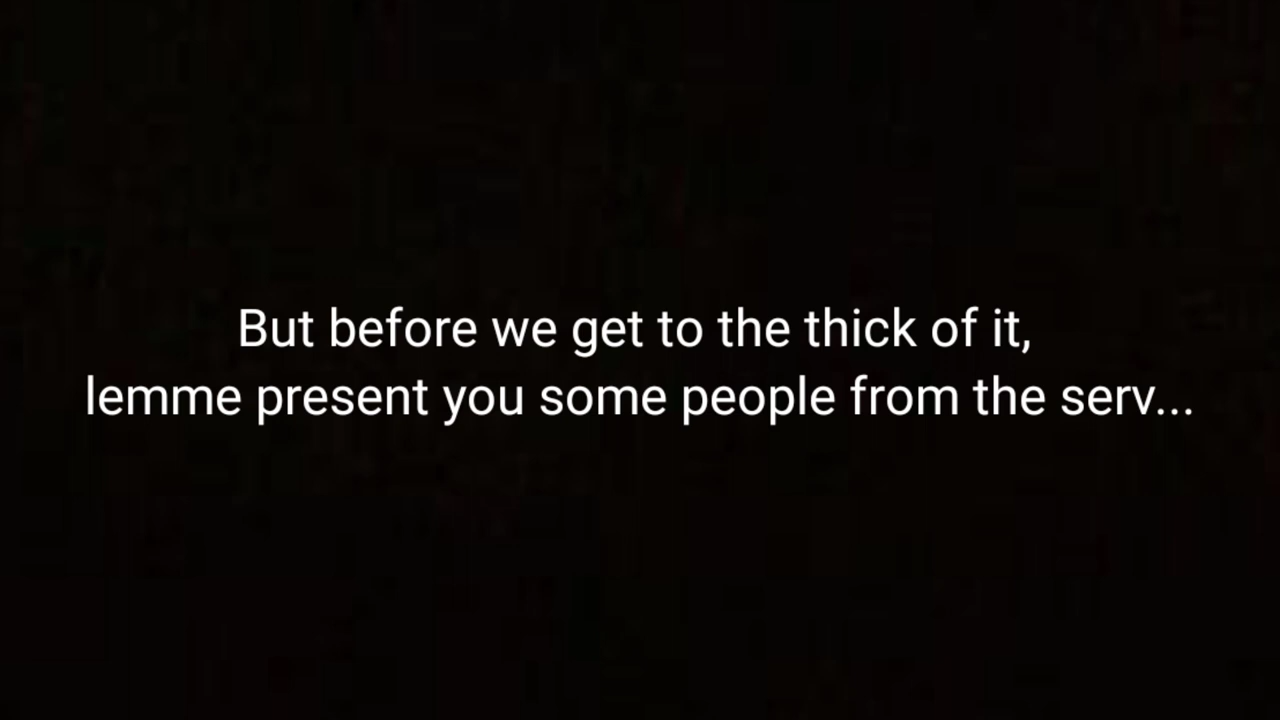 But before we get to the thick of it,
lemme present you some people from the serv...